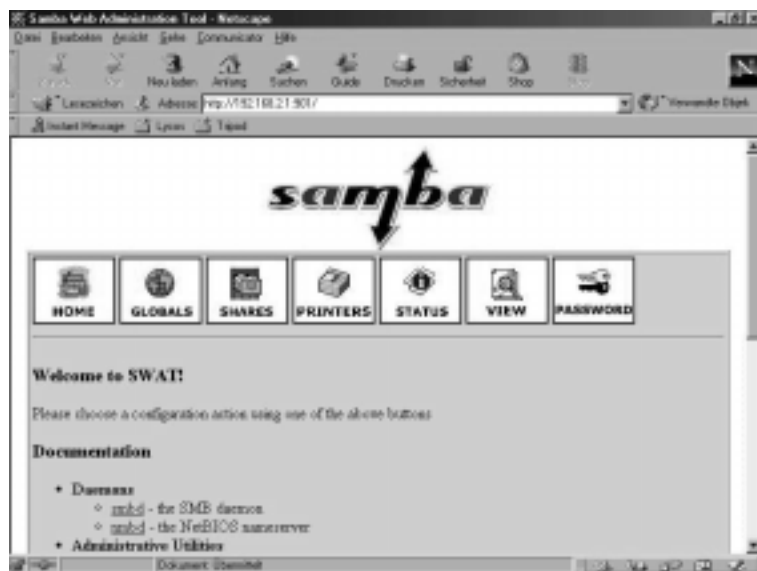 Samba Web Administration Tool - Netscape
Datei Bearbeiten Ansicht Gehe Communicator Hilfe
Neu laden Anfang Suchen Guide Drucken Sicherheit Shop
Lesezeichen Adresse http://192.168.2.1:901/ Verwandte Objekt
Instant Message Lycos Tripod
samba
HOME GLOBALS SHARES PRINTERS STATUS VIEW PASSWORD
Welcome to SWAT!
Please choose a configuration action using one of the above buttons
Documentation
• Daemons
◦ smbd - the SMB daemon
◦ nmbd - the NetBIOS nameserver
• Administrative Utilities
Dokument: Übermittelt